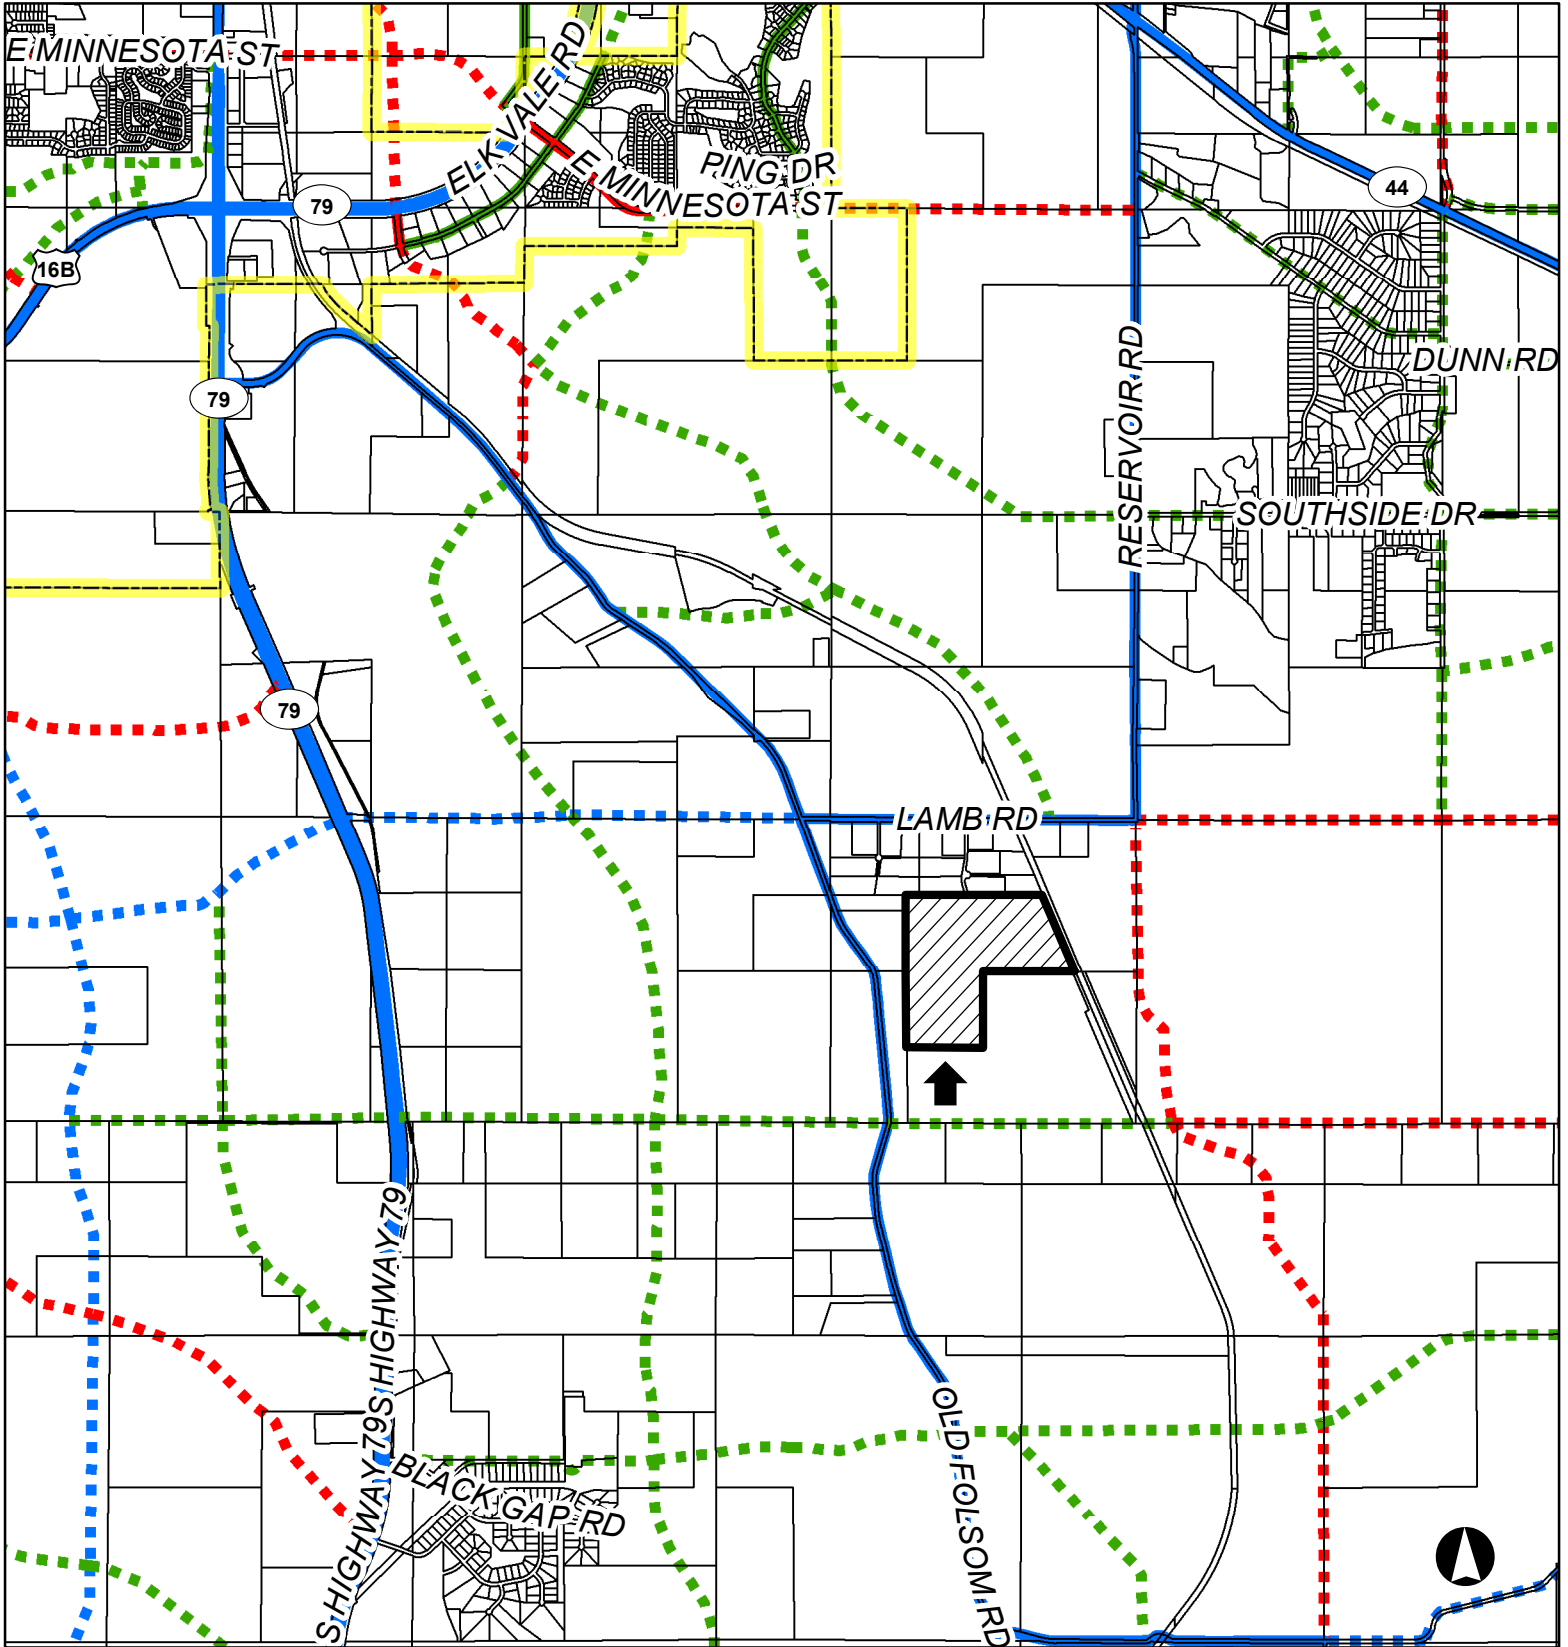 E MINNESOTA ST
ELK VALE RD
PING DR
E MINNESOTA ST
44
79
16B
RESERVOIR RD
DUNN RD
79
SOUTHSIDE DR
79
LAMB RD
S HIGHWAY 79
S HIGHWAY 79
BLACK GAP RD
OLD FOLSOM RD